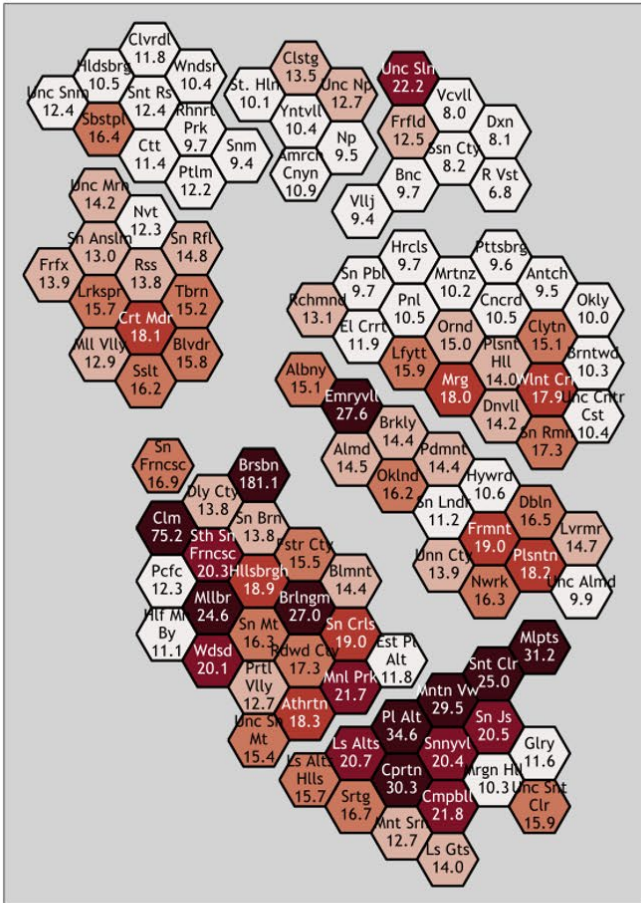 Clvrdl
11.8
Hldsbrg
10.5
Wndsr
10.4
Unc Snm
12.4
Snt Rs
12.4
Sbstpl
16.4
Rhnrt
Prk
9.7
Ctt
11.4
Snm
9.4
Ptlm
12.2
Clstg
13.5
St. Hln
10.1
Unc Np
12.7
Yntvll
10.4
Np
9.5
Amrcn
Cnyn
10.9
Unc Sln
22.2
Vcvll
8.0
Frfld
12.5
Dxn
8.1
Ssn Cty
8.2
Bnc
9.7
R Vst
6.8
Vllj
9.4
Unc Mrn
14.2
Nvt
12.3
Sn Anslm
13.0
Sn Rfl
14.8
Frfx
13.9
Rss
13.8
Lrkspr
15.7
Tbrn
15.2
Crt Mdr
18.1
Mll Vlly
12.9
Blvdr
15.8
Sslt
16.2
Hrcls
9.7
Pttsbrg
9.6
Sn Pbl
9.7
Mrtnz
10.2
Antch
9.5
Rchmnd
13.1
Pnl
10.5
Cncrd
10.5
Okly
10.0
El Crrt
11.9
Ornd
15.0
Clytn
15.1
Lfytt
15.9
Plsnt
Hll
14.0
Brntwd
10.3
Mrg
18.0
Wlnt Crk
17.9
Dnvll
14.2
Unc Cntr
Cst
10.4
Sn Rmn
17.3
Albny
15.1
Emryvll
27.6
Brkly
14.4
Almd
14.5
Pdmnt
14.4
Oklnd
16.2
Hywrd
10.6
Sn Lndr
11.2
Dbln
16.5
Frmnt
19.0
Lvrmr
14.7
Unn Cty
13.9
Plsntn
18.2
Nwrk
16.3
Unc Almd
9.9
Sn
Frncsc
16.9
Brsbn
181.1
Dly Cty
13.8
Clm
75.2
Sn Brn
13.8
Sth Sn
Frncsc
20.3
Fstr Cty
15.5
Pcfc
12.3
Hllsbrgh
18.9
Blmnt
14.4
Mllbr
24.6
Brlngm
27.0
Hlf Mn
By
11.1
Sn Mt
16.3
Sn Crls
19.0
Wdsd
20.1
Rdwd Cty
17.3
Est Pl
Alt
11.8
Prtl
Vlly
12.7
Mnl Prk
21.7
Athrtn
18.3
Unc Sn
Mt
15.4
Mlpts
31.2
Snt Clr
25.0
Mntn Vw
29.5
Pl Alt
34.6
Sn Js
20.5
Ls Alts
20.7
Snnyvl
20.4
Glry
11.6
Cprtn
30.3
Mrgn Hll
10.3
Ls Alts
Hlls
15.7
Cmpbll
21.8
Unc Snt
Clr
15.9
Srtg
16.7
Mnt Srn
12.7
Ls Gts
14.0